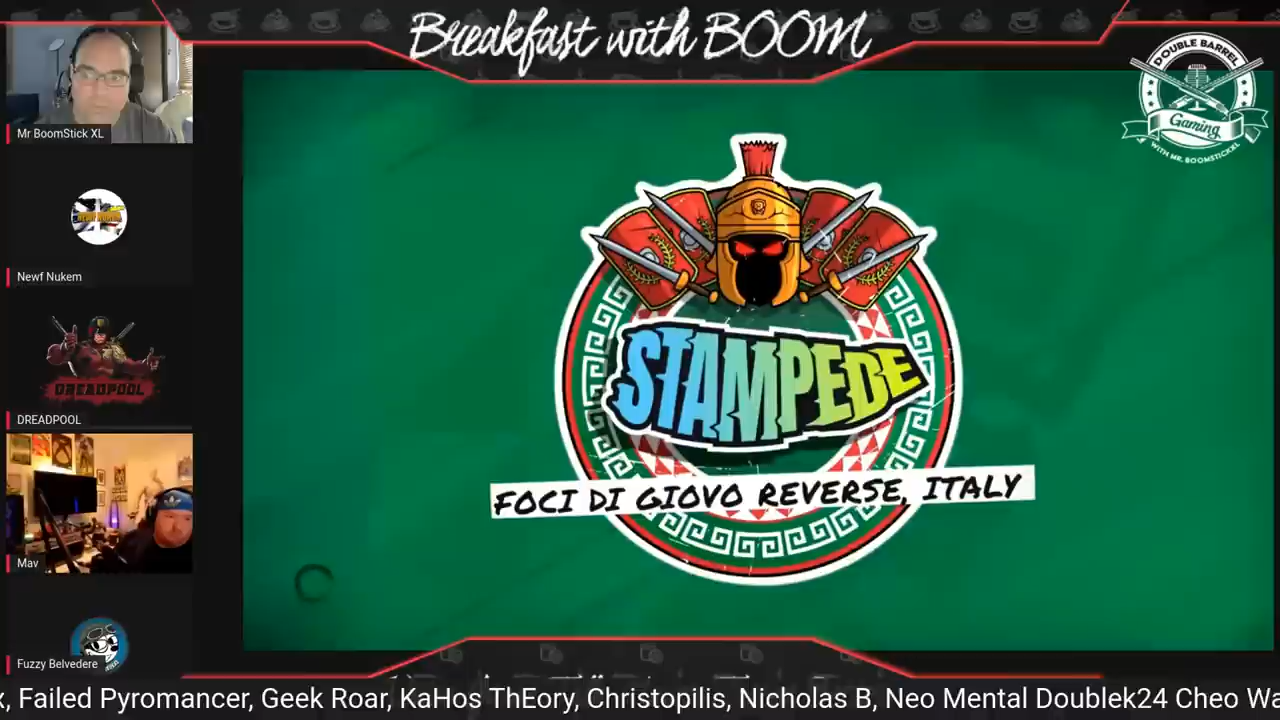 Breakfast with BOOM
DOUBLE BARREL
Gaming
WITH MR. BOOMSTICKXL
Mr BoomStick XL
Newf Nukem
DREADPOOL
DREADPOOL
Mav
Fuzzy Belvedere
STAMPEDE
FOCI DI GIOVO REVERSE, ITALY
, Failed Pyromancer, Geek Roar, KaHos ThEory, Christopilis, Nicholas B, Neo Mental Doublek24 Cheo